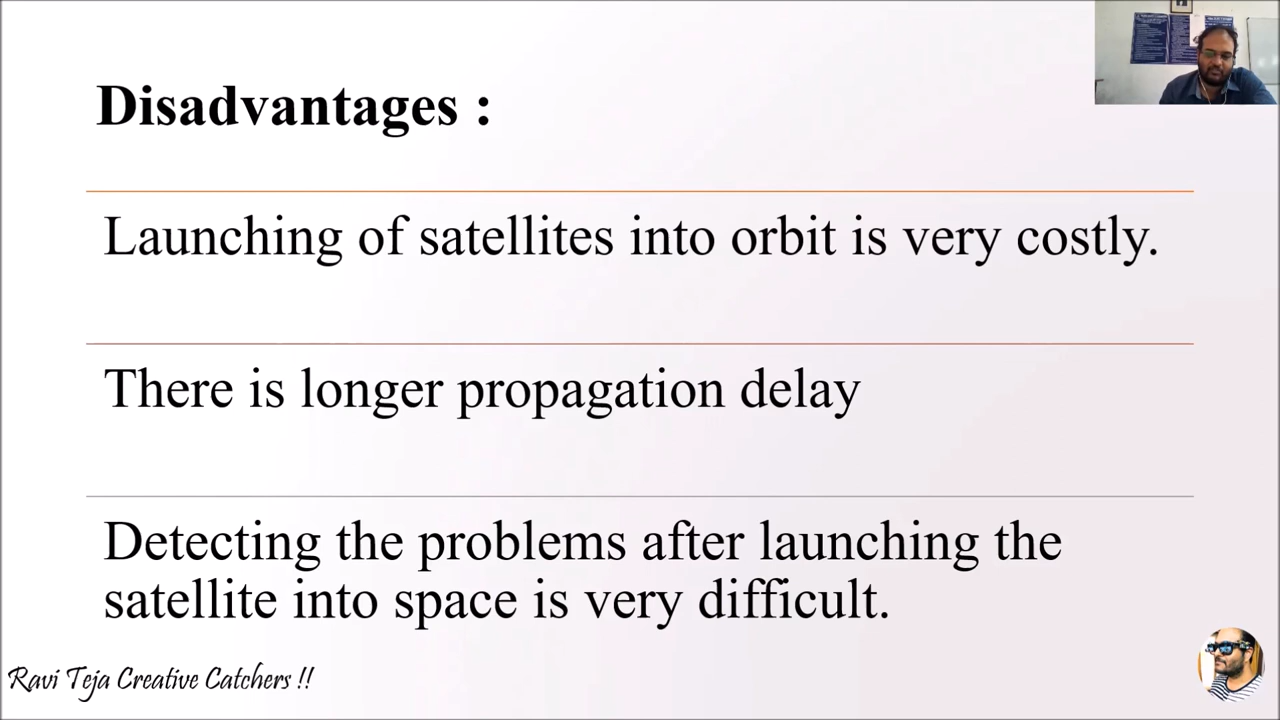 Disadvantages :
Launching of satellites into orbit is very costly.
There is longer propagation delay
Detecting the problems after launching the
satellite into space is very difficult.
Ravi Teja Creative Catchers !!